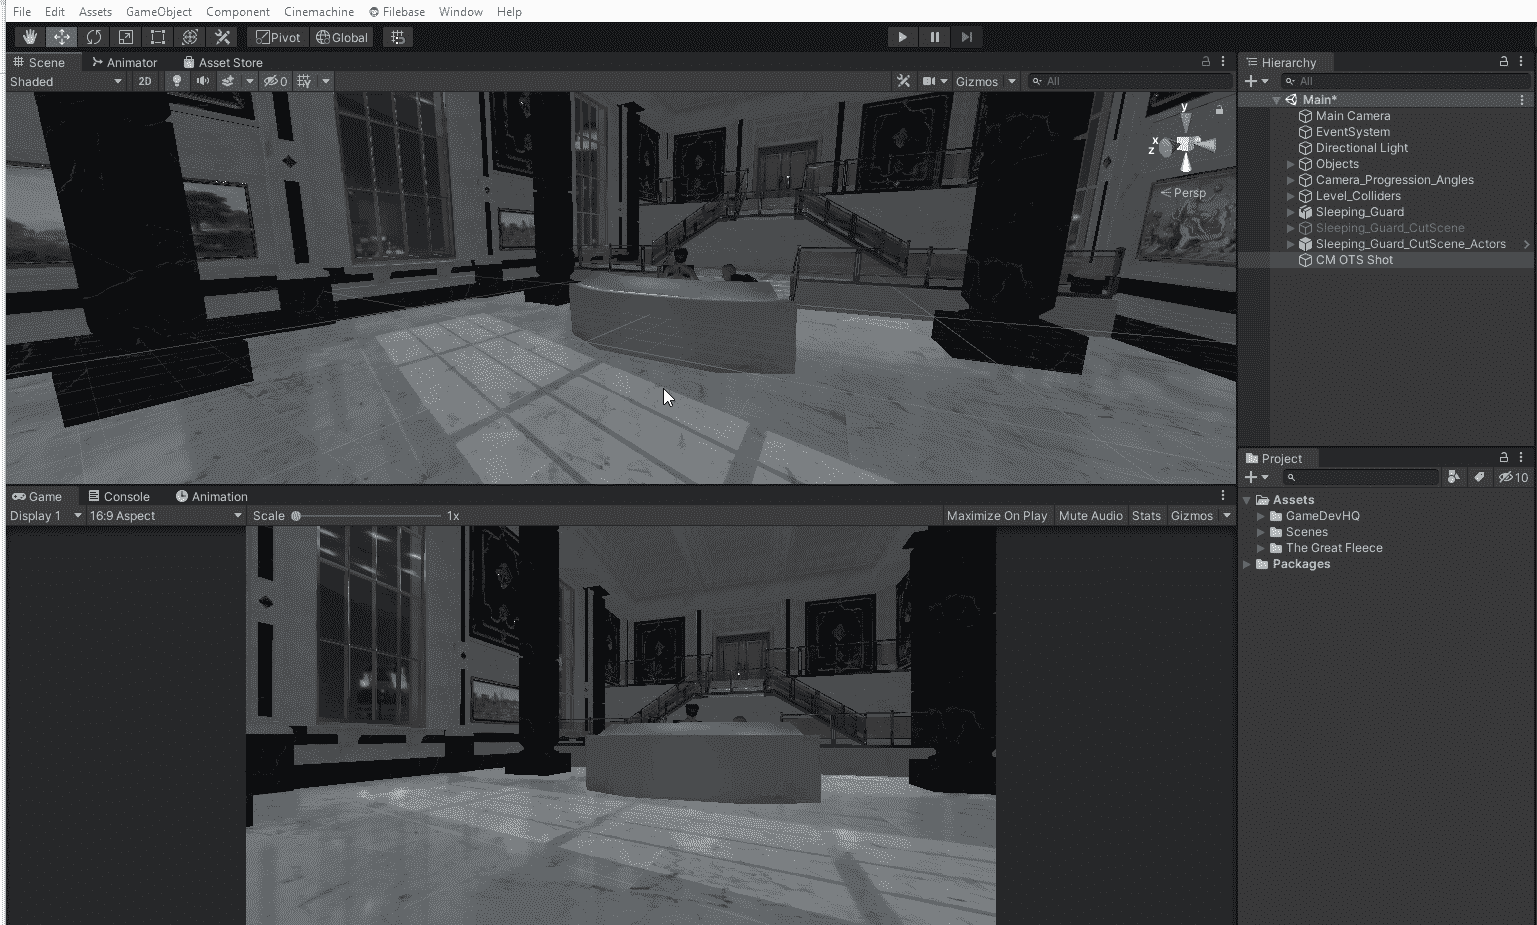 File Edit Assets GameObject Component Cinemachine Filebase Window Help
Pivot Global
Scene Animator Asset Store
Shaded 2D 0 Gizmos All
y
x
z
Persp
Game Console Animation
Display 1 16:9 Aspect Scale 1x Maximize On Play Mute Audio Stats Gizmos
Hierarchy
All
Main*
Main Camera
EventSystem
Directional Light
Objects
Camera_Progression_Angles
Level_Colliders
Sleeping_Guard
Sleeping_Guard_CutScene
Sleeping_Guard_CutScene_Actors
CM OTS Shot
Project
10
Assets
GameDevHQ
Scenes
The Great Fleece
Packages